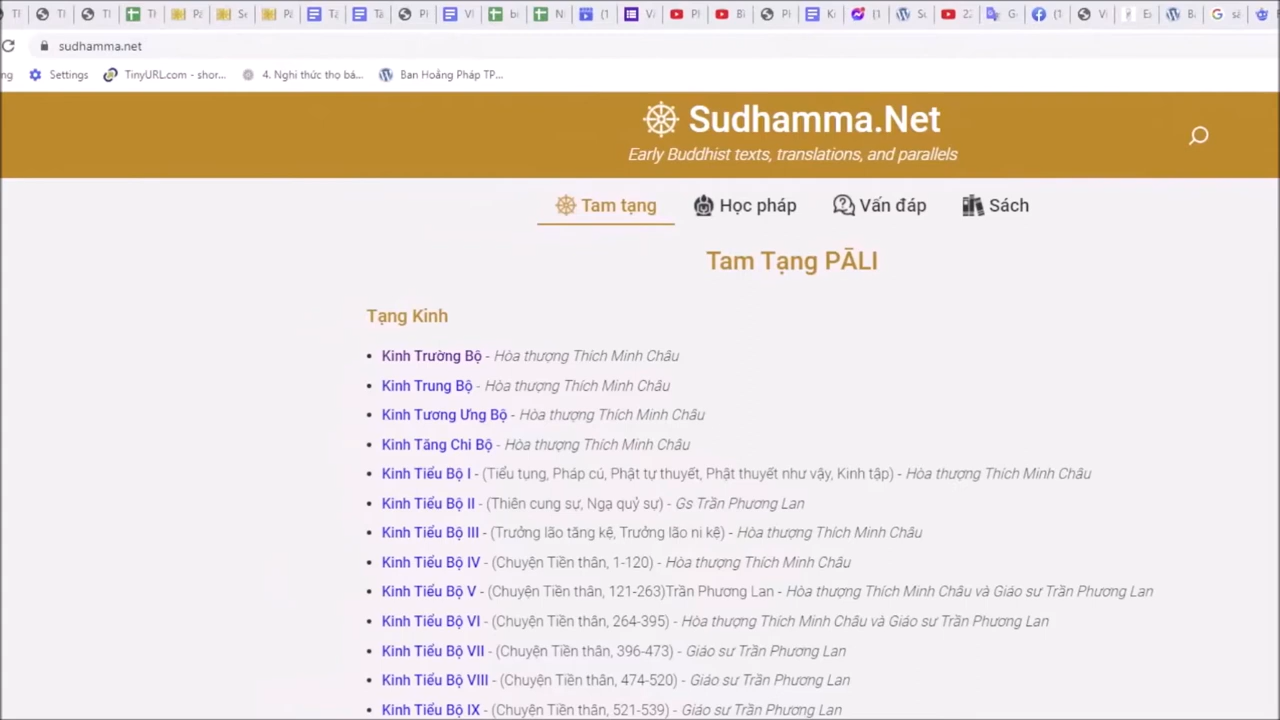 sudhamma.net
ng Settings TinyURL.com - shor... 4. Nghi thức thọ bá... Ban Hoằng Pháp TP...
Sudhamma.Net
Early Buddhist texts, translations, and parallels
Tam tạng Học pháp Vấn đáp Sách
Tam Tạng PĀLI
Tạng Kinh
• Kinh Trường Bộ - Hòa thượng Thích Minh Châu
• Kinh Trung Bộ - Hòa thượng Thích Minh Châu
• Kinh Tương Ưng Bộ - Hòa thượng Thích Minh Châu
• Kinh Tăng Chi Bộ - Hòa thượng Thích Minh Châu
• Kinh Tiểu Bộ I - (Tiểu tụng, Pháp cú, Phật tự thuyết, Phật thuyết như vậy, Kinh tập) - Hòa thượng Thích Minh Châu
• Kinh Tiểu Bộ II - (Thiên cung sự, Ngạ quỷ sự) - Gs Trần Phương Lan
• Kinh Tiểu Bộ III - (Trưởng lão tăng kệ, Trưởng lão ni kệ) - Hòa thượng Thích Minh Châu
• Kinh Tiểu Bộ IV - (Chuyện Tiền thân, 1-120) - Hòa thượng Thích Minh Châu
• Kinh Tiểu Bộ V - (Chuyện Tiền thân, 121-263)Trần Phương Lan - Hòa thượng Thích Minh Châu và Giáo sư Trần Phương Lan
• Kinh Tiểu Bộ VI - (Chuyện Tiền thân, 264-395) - Hòa thượng Thích Minh Châu và Giáo sư Trần Phương Lan
• Kinh Tiểu Bộ VII - (Chuyện Tiền thân, 396-473) - Giáo sư Trần Phương Lan
• Kinh Tiểu Bộ VIII - (Chuyện Tiền thân, 474-520) - Giáo sư Trần Phương Lan
• Kinh Tiểu Bộ IX - (Chuyện Tiền thân, 521-539) - Giáo sư Trần Phương Lan